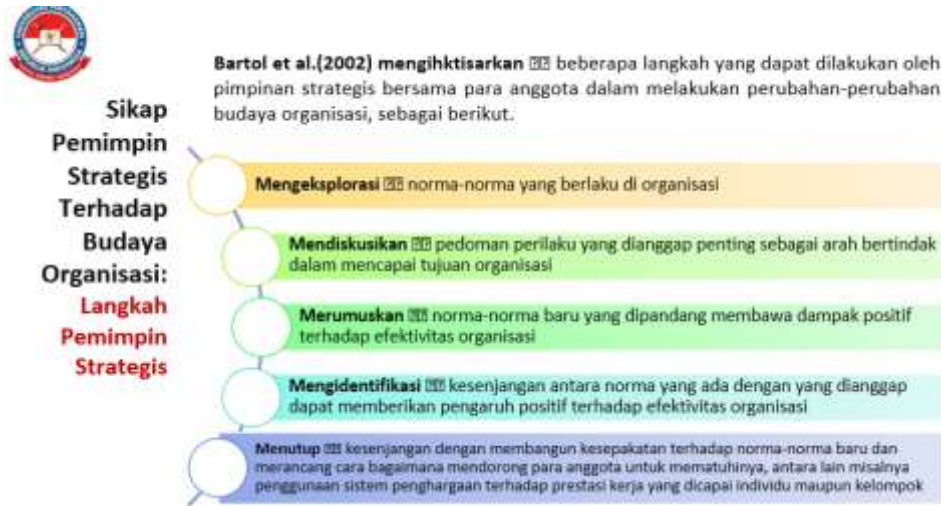 Sikap
Pemimpin
Strategis
Terhadap
Budaya
Organisasi:
Langkah
Pemimpin
Strategis
Bartol et al.(2002) mengihktisarkan beberapa langkah yang dapat dilakukan oleh
pimpinan strategis bersama para anggota dalam melakukan perubahan-perubahan
budaya organisasi, sebagai berikut.
Mengeksplorasi norma-norma yang berlaku di organisasi
Mendiskusikan pedoman perilaku yang dianggap penting sebagai arah bertindak
dalam mencapai tujuan organisasi
Merumuskan norma-norma baru yang dipandang membawa dampak positif
terhadap efektivitas organisasi
Mengidentifikasi kesenjangan antara norma yang ada dengan yang dianggap
dapat memberikan pengaruh positif terhadap efektivitas organisasi
Menutup kesenjangan dengan membangun kesepakatan terhadap norma-norma baru dan
merancang cara bagaimana mendorong para anggota untuk mematuhinya, antara lain misalnya
penggunaan sistem penghargaan terhadap prestasi kerja yang dicapai individu maupun kelompok